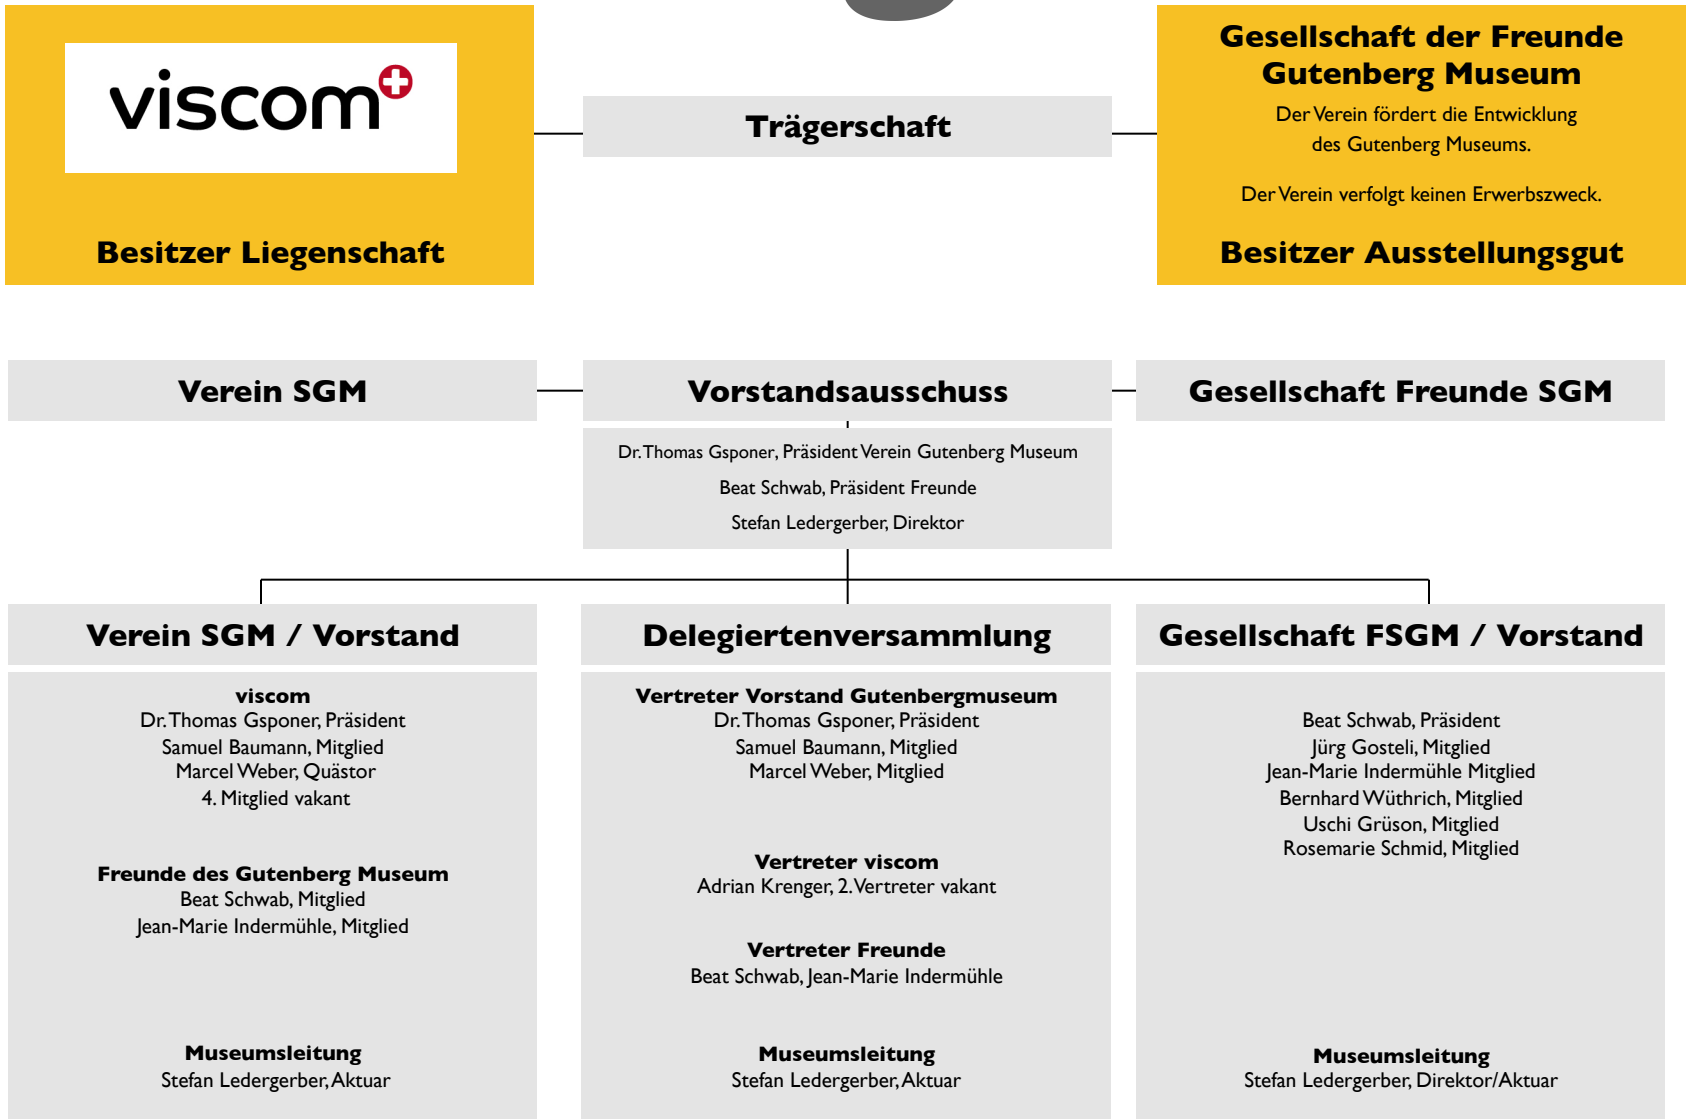 viscom
Besitzer Liegenschaft
Trägerschaft
Gesellschaft der Freunde
Gutenberg Museum
Der Verein fördert die Entwicklung
des Gutenberg Museums.
Der Verein verfolgt keinen Erwerbszweck.
Besitzer Ausstellungsgut
Verein SGM
Vorstandsausschuss
Gesellschaft Freunde SGM
Dr. Thomas Gsponer, Präsident Verein Gutenberg Museum
Beat Schwab, Präsident Freunde
Stefan Ledergerber, Direktor
Verein SGM / Vorstand
viscom
Dr. Thomas Gsponer, Präsident
Samuel Baumann, Mitglied
Marcel Weber, Quästor
4. Mitglied vakant
Freunde des Gutenberg Museum
Beat Schwab, Mitglied
Jean-Marie Indermühle, Mitglied
Museumsleitung
Stefan Ledergerber, Aktuar
Delegiertenversammlung
Vertreter Vorstand Gutenbergmuseum
Dr. Thomas Gsponer, Präsident
Samuel Baumann, Mitglied
Marcel Weber, Mitglied
Vertreter viscom
Adrian Krenger, 2. Vertreter vakant
Vertreter Freunde
Beat Schwab, Jean-Marie Indermühle
Museumsleitung
Stefan Ledergerber, Aktuar
Gesellschaft FSGM / Vorstand
Beat Schwab, Präsident
Jürg Gosteli, Mitglied
Jean-Marie Indermühle Mitglied
Bernhard Wüthrich, Mitglied
Uschi Grüson, Mitglied
Rosemarie Schmid, Mitglied
Museumsleitung
Stefan Ledergerber, Direktor/Aktuar